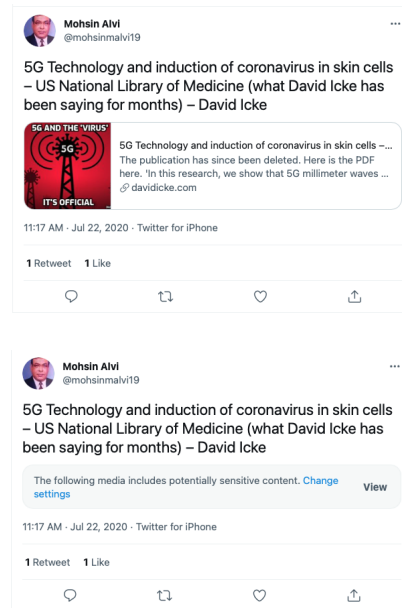 Mohsin Alvi
@mohsinmalvi19
5G Technology and induction of coronavirus in skin cells
– US National Library of Medicine (what David Icke has
been saying for months) – David Icke
5G AND THE 'VIRUS'
5G
IT'S OFFICIAL
5G Technology and induction of coronavirus in skin cells –...
The publication has since been deleted. Here is the PDF
here. 'In this research, we show that 5G millimeter waves ...
davidicke.com
11:17 AM · Jul 22, 2020 · Twitter for iPhone
1 Retweet 1 Like
Mohsin Alvi
@mohsinmalvi19
5G Technology and induction of coronavirus in skin cells
– US National Library of Medicine (what David Icke has
been saying for months) – David Icke
The following media includes potentially sensitive content. Change
settings
View
11:17 AM · Jul 22, 2020 · Twitter for iPhone
1 Retweet 1 Like